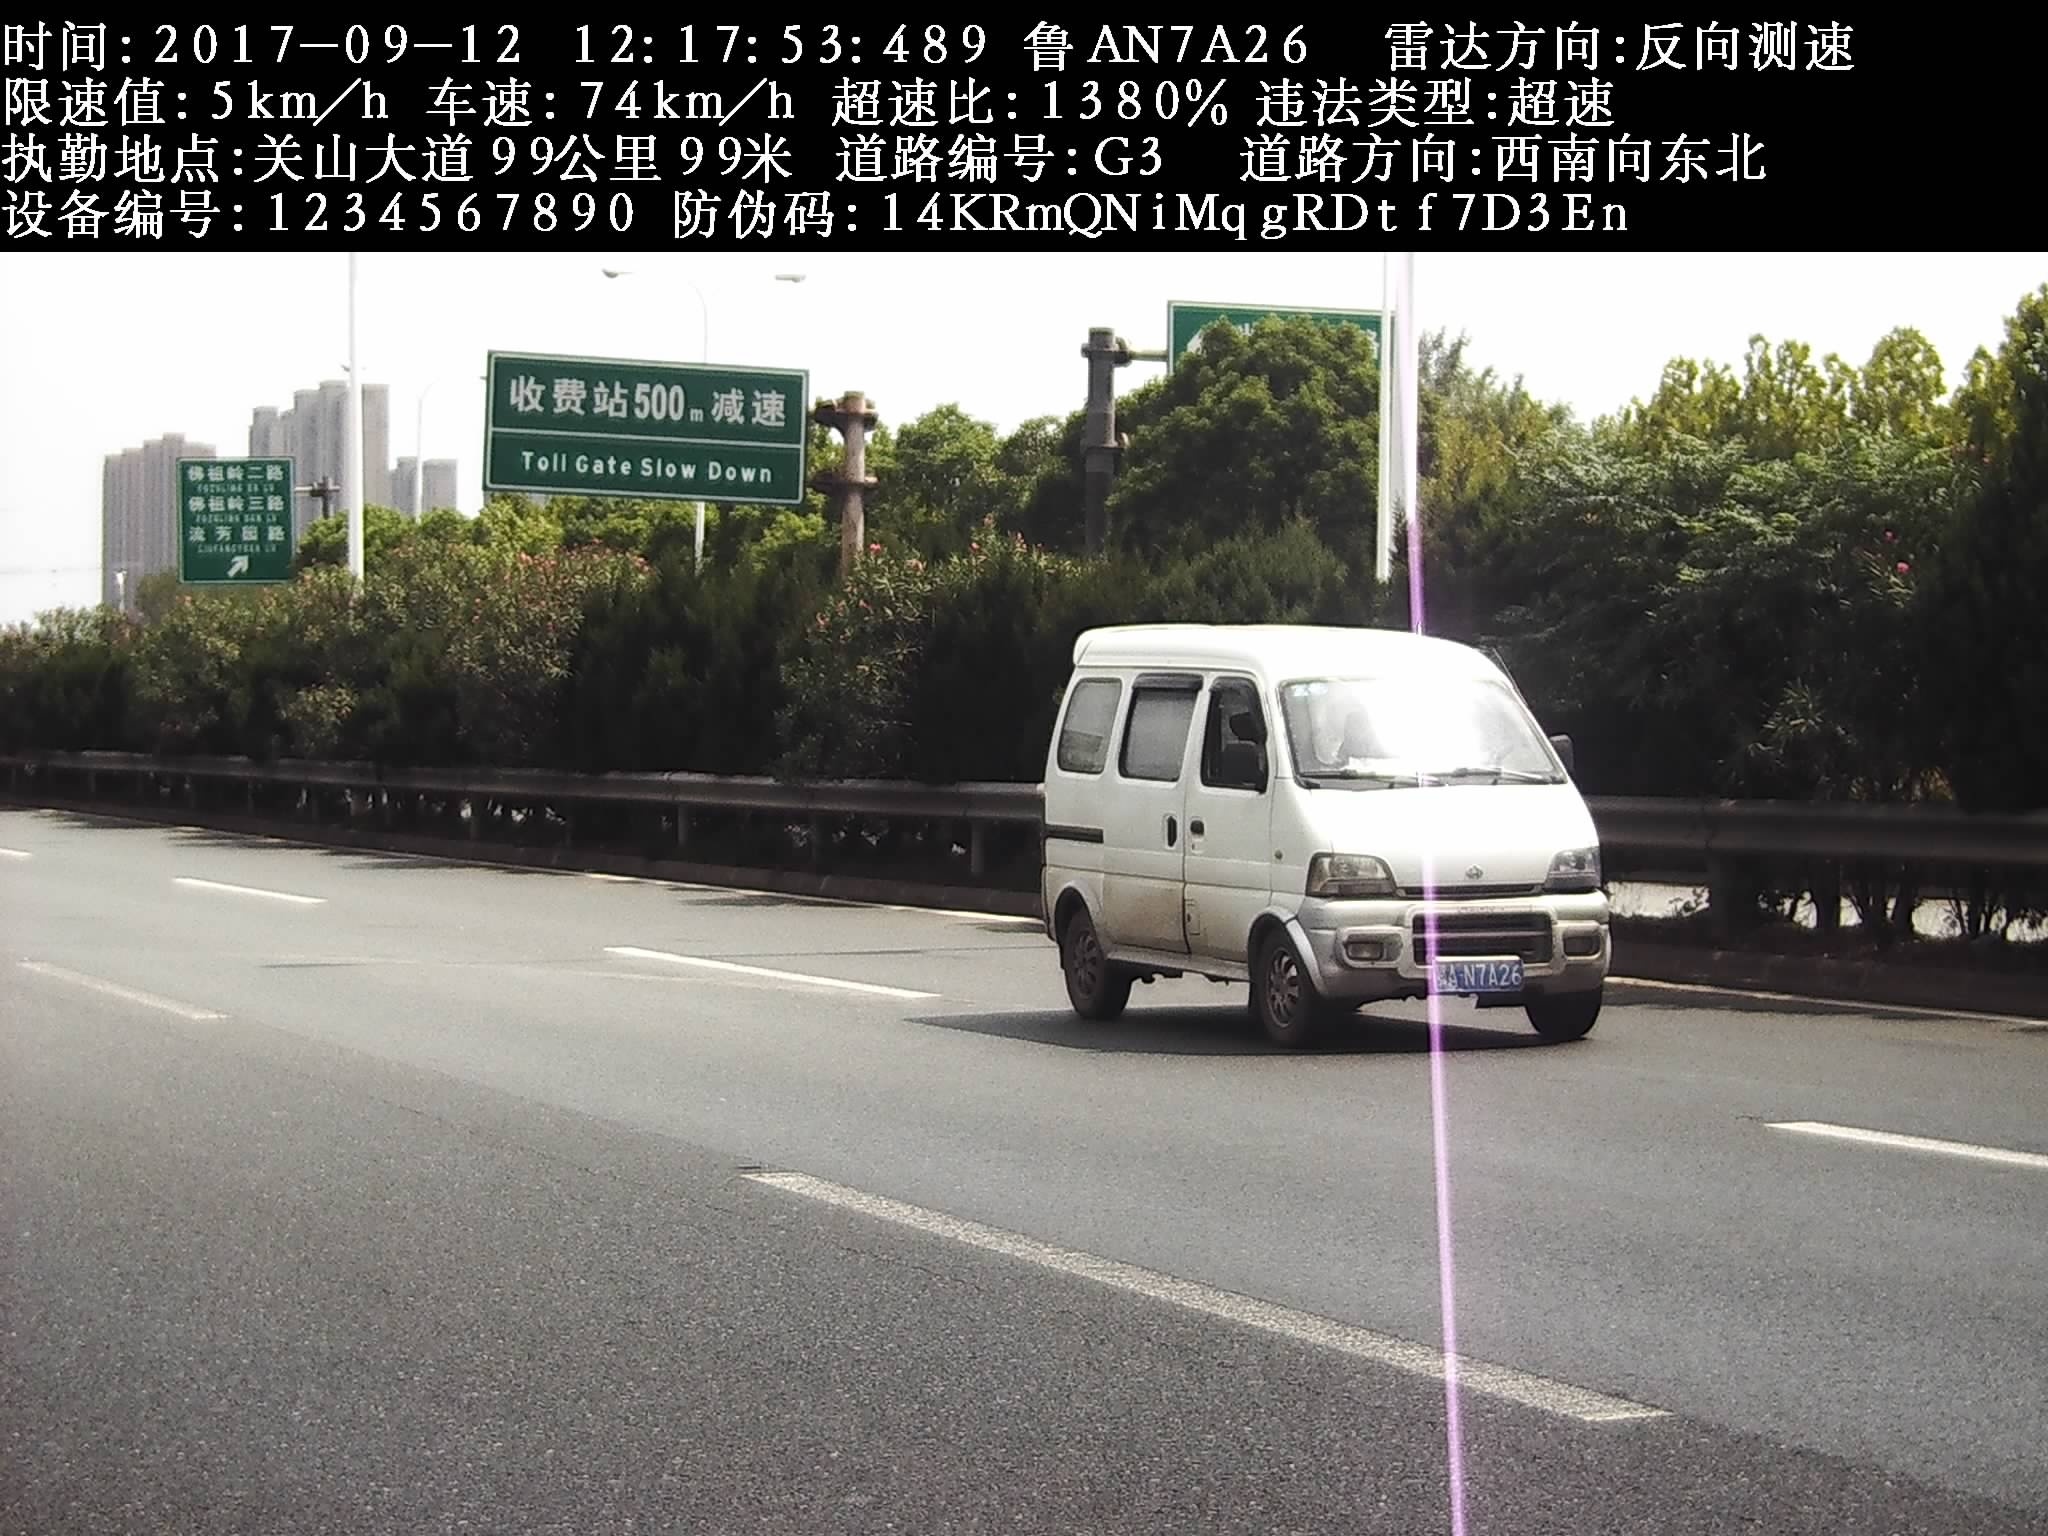 时间: 2017-09-12 12:17:53:489 鲁AN7A26 雷达方向:反向测速
限速值: 5km/h 车速: 74km/h 超速比: 1380% 违法类型:超速
执勤地点:关山大道99公里99米 道路编号:G3 道路方向:西南向东北
设备编号: 1234567890 防伪码: 14KRmQNiMqgRDtf7D3En
收费站500m减速
Toll Gate Slow Down
佛祖岭二路
佛祖岭三路
流芳园路
LIUFANGYUAN LU
A·N7A26